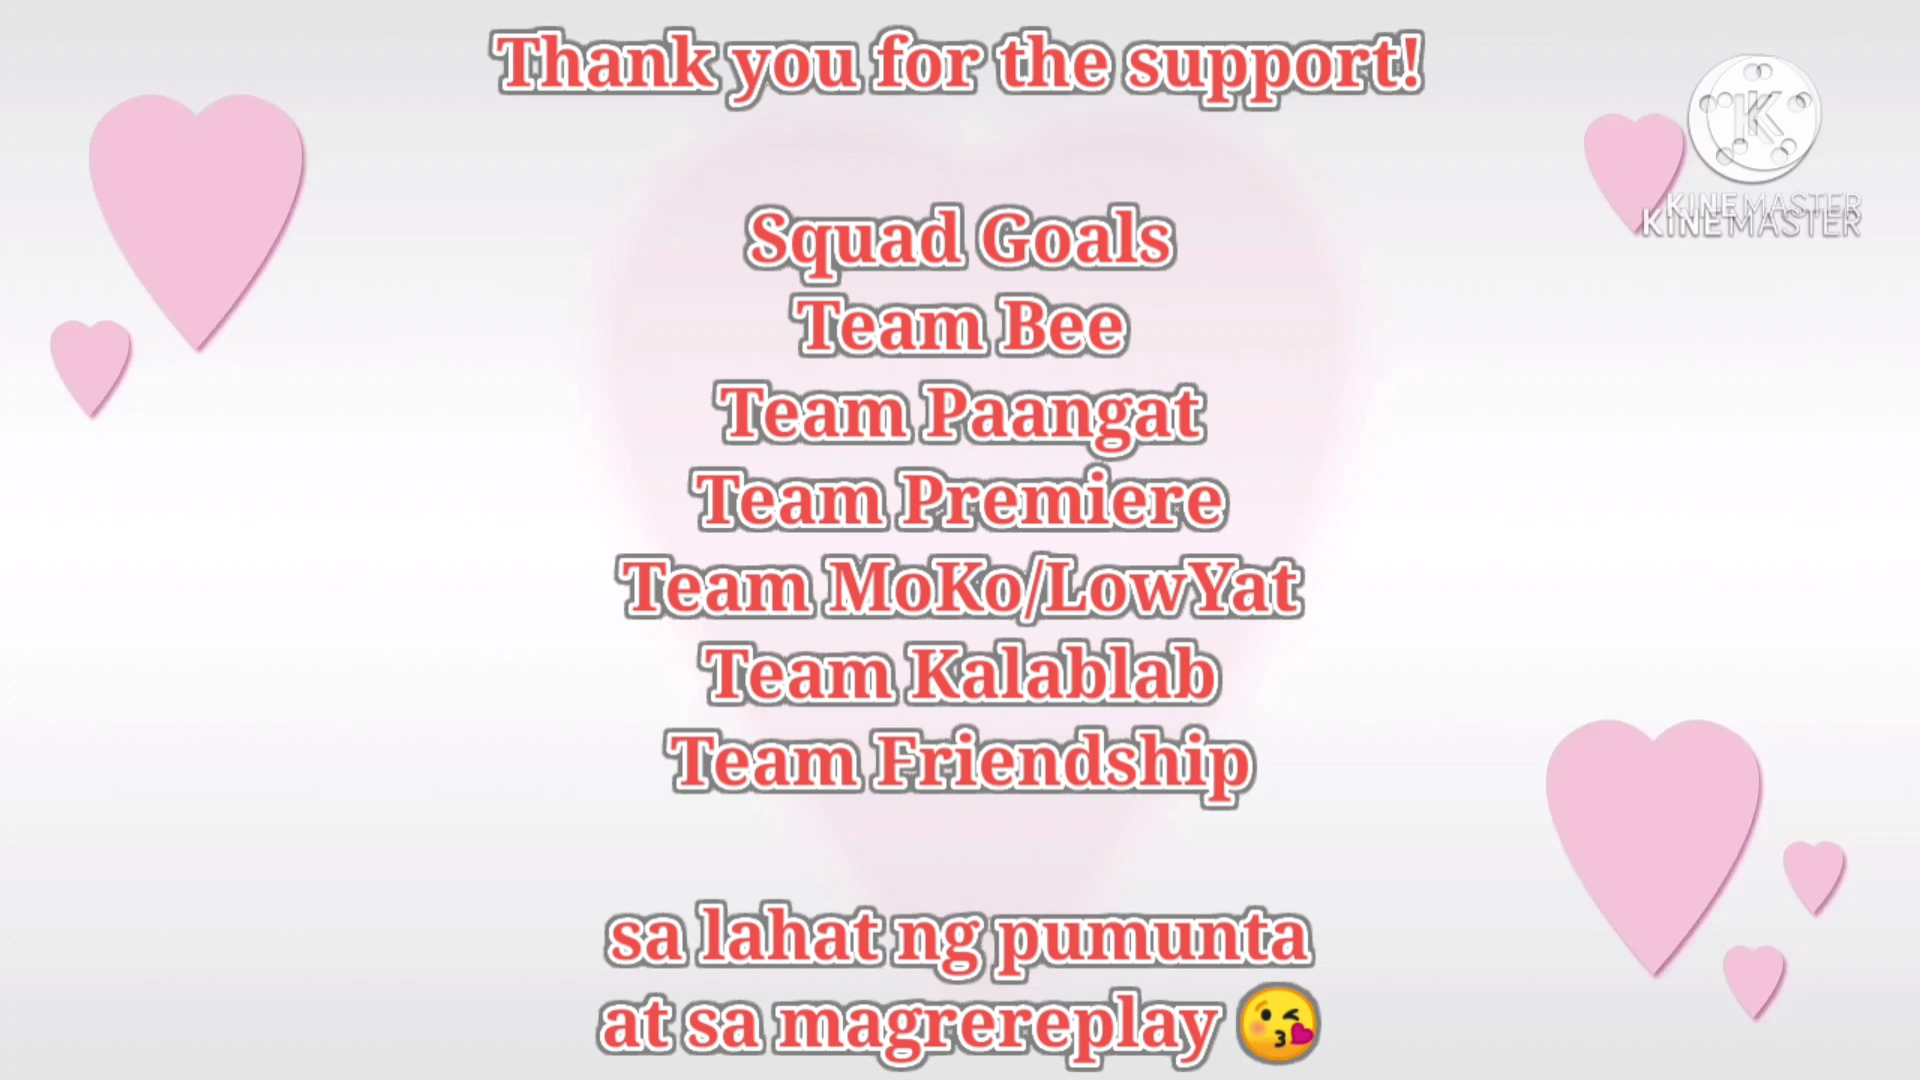 Thank you for the support!
K
KINEMASTER
KINEMASTER
Squad Goals
Team Bee
Team Paangat
Team Premiere
Team MoKo/LowYat
Team Kalablab
Team Friendship
sa lahat ng pumunta
at sa magrereplay 😘